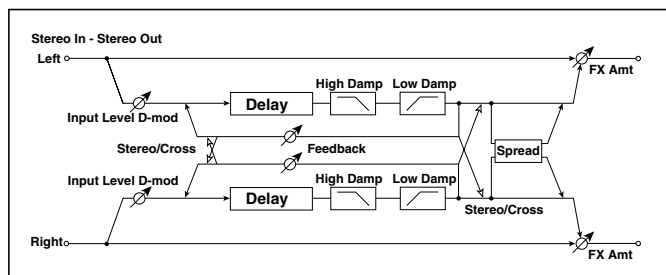 Stereo In - Stereo Out
Left
FX Amt
High Damp Low Damp
Delay
Input Level D-mod
Stereo/Cross
Feedback
Spread
Input Level D-mod
High Damp Low Damp
Delay
Stereo/Cross
Right
FX Amt